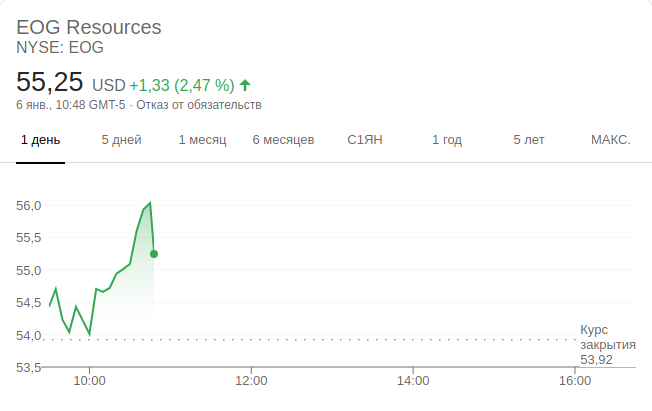 EOG Resources
NYSE: EOG
55,25 USD +1,33 (2,47 %)
6 янв., 10:48 GMT-5 · Отказ от обязательств
1 день 5 дней 1 месяц 6 месяцев С1ЯН 1 год 5 лет МАКС.
56,0
55,5
55,0
54,5
54,0
53,5
Курс
закрытия
53,92
10:00 12:00 14:00 16:00